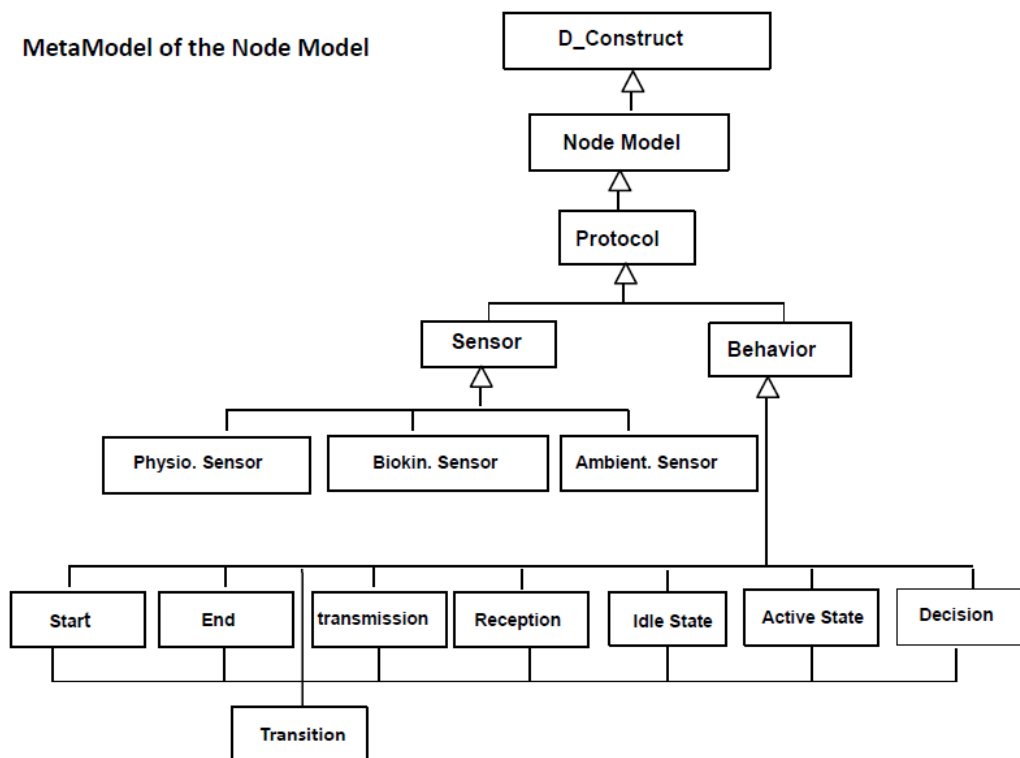 MetaModel of the Node Model
D_Construct
Node Model
Protocol
Sensor
Behavior
Physio. Sensor
Biokin. Sensor
Ambient. Sensor
Start
End
transmission
Reception
Idle State
Active State
Decision
Transition